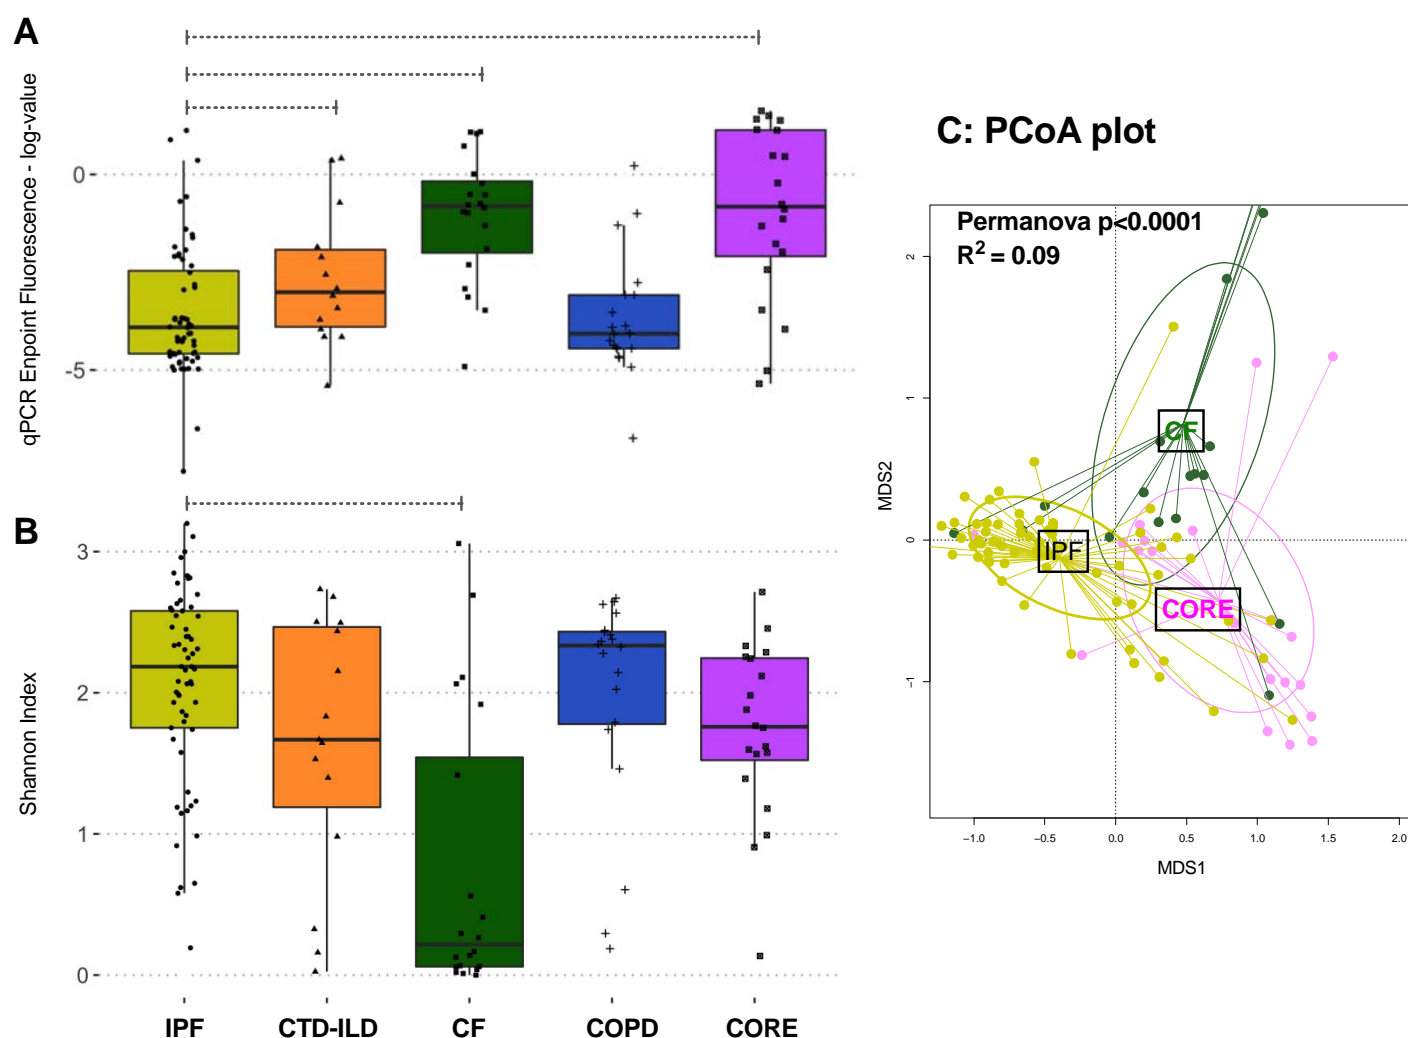 A
qPCR Enpoint Fluorescence - log-value
0
-5
B
Shannon Index
3
2
1
0
IPF
CTD-ILD
CF
COPD
CORE
C: PCoA plot
Permanova p<0.0001
R² = 0.09
MDS2
2
1
0
−1
CF
IPF
CORE
−1.0
−0.5
0.0
0.5
1.0
1.5
2.0
MDS1